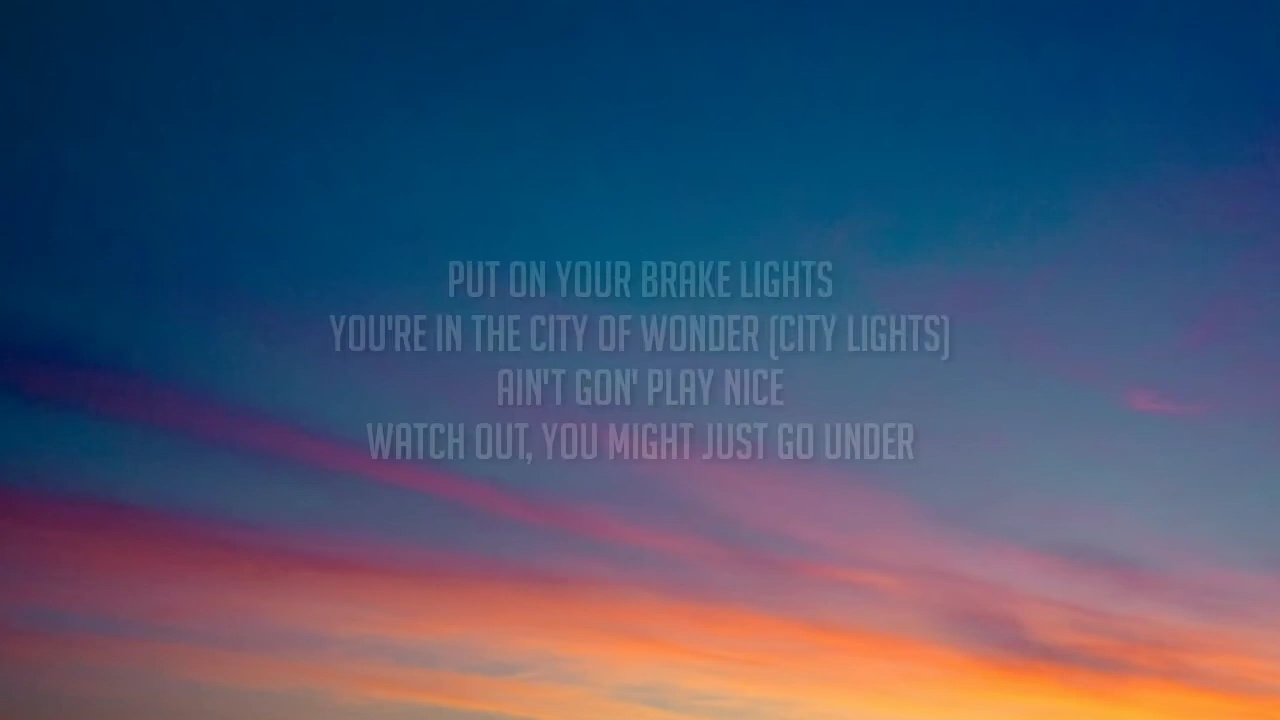 PUT ON YOUR BRAKE LIGHTS
YOU'RE IN THE CITY OF WONDER (CITY LIGHTS)
AIN'T GON' PLAY NICE
WATCH OUT, YOU MIGHT JUST GO UNDER